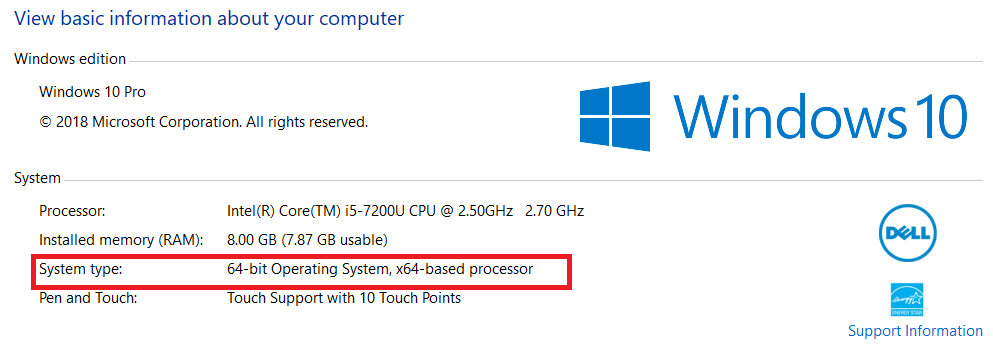 View basic information about your computer
Windows edition
Windows 10 Pro
© 2018 Microsoft Corporation. All rights reserved.
Windows 10
System
Processor: Intel(R) Core(TM) i5-7200U CPU @ 2.50GHz 2.70 GHz
Installed memory (RAM): 8.00 GB (7.87 GB usable)
System type: 64-bit Operating System, x64-based processor
Pen and Touch: Touch Support with 10 Touch Points
DELL
ENERGY STAR
Support Information